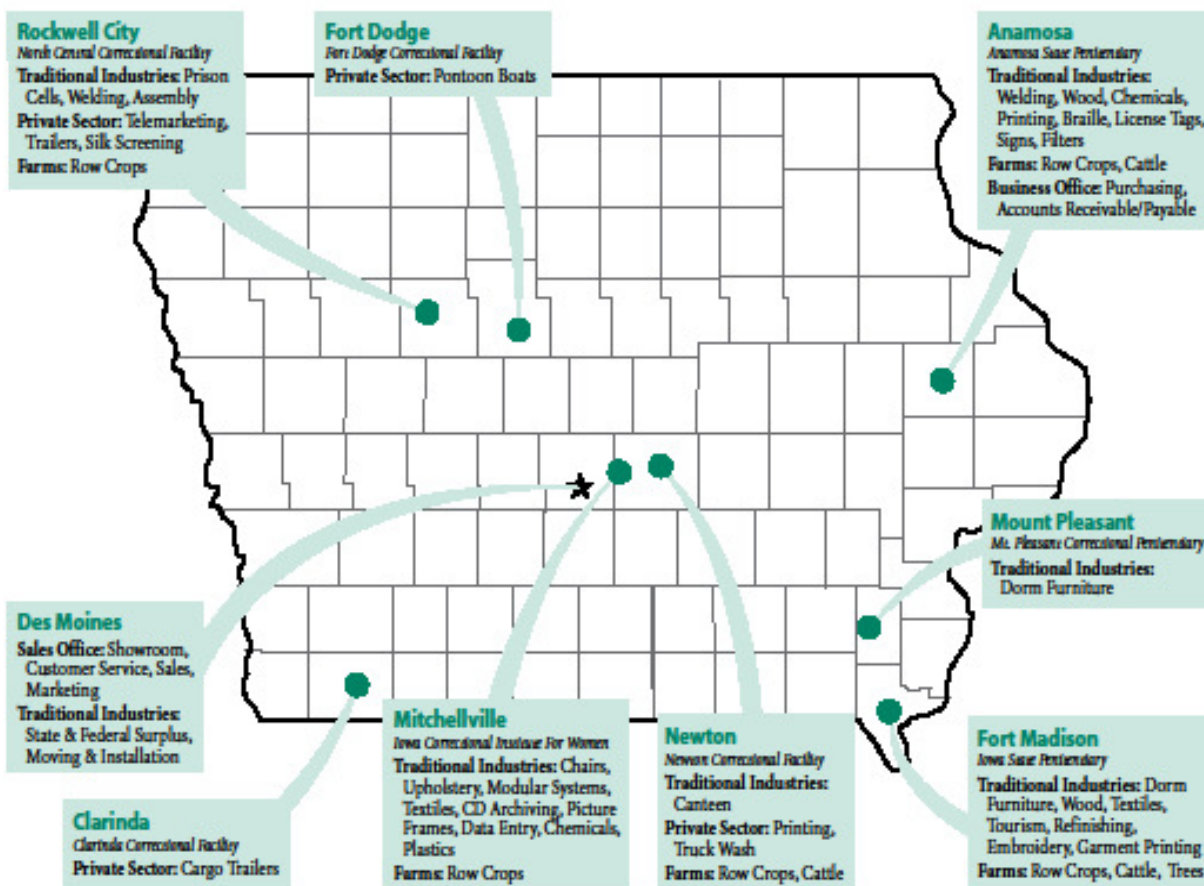 Rockwell City
North Central Correctional Facility
Traditional Industries: Prison
Cells, Welding, Assembly
Private Sector: Telemarketing,
Trailers, Silk Screening
Farms: Row Crops
Fort Dodge
Fort Dodge Correctional Facility
Private Sector: Pontoon Boats
Anamosa
Anamosa State Penitentiary
Traditional Industries:
Welding, Wood, Chemicals,
Printing, Braille, License Tags,
Signs, Filters
Farms: Row Crops, Cattle
Business Office: Purchasing,
Accounts Receivable/Payable
Mount Pleasant
Mt. Pleasant Correctional Penitentiary
Traditional Industries:
Dorm Furniture
Des Moines
Sales Office: Showroom,
Customer Service, Sales,
Marketing
Traditional Industries:
State & Federal Surplus,
Moving & Installation
Clarinda
Clarinda Correctional Facility
Private Sector: Cargo Trailers
Mitchellville
Iowa Correctional Institute For Women
Traditional Industries: Chairs,
Upholstery, Modular Systems,
Textiles, CD Archiving, Picture
Frames, Data Entry, Chemicals,
Plastics
Farms: Row Crops
Newton
Newton Correctional Facility
Traditional Industries:
Canteen
Private Sector: Printing,
Truck Wash
Farms: Row Crops, Cattle
Fort Madison
Iowa State Penitentiary
Traditional Industries: Dorm
Furniture, Wood, Textiles,
Tourism, Refinishing,
Embroidery, Garment Printing
Farms: Row Crops, Cattle, Trees